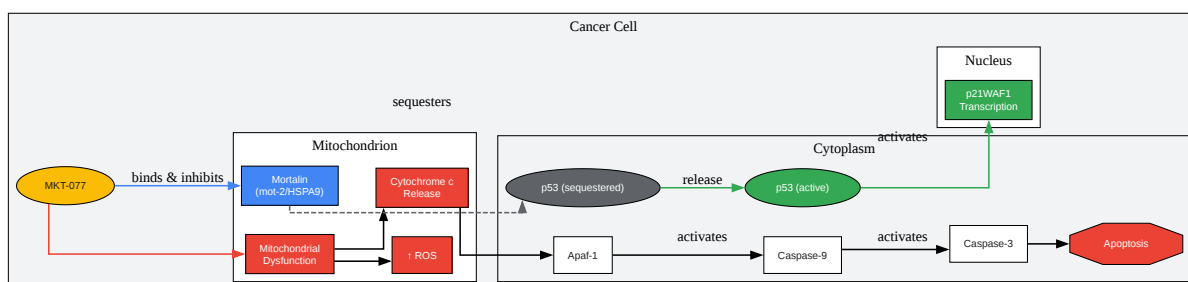 Cancer Cell
Nucleus
p21WAF1
Transcription
sequesters
activates
Mitochondrion
Cytoplasm
MKT-077
binds & inhibits
Mortalin
(mot-2/HSPA9)
Cytochrome c
Release
p53 (sequestered)
release
p53 (active)
Mitochondrial
Dysfunction
↑ ROS
Apaf-1
activates
Caspase-9
activates
Caspase-3
Apoptosis